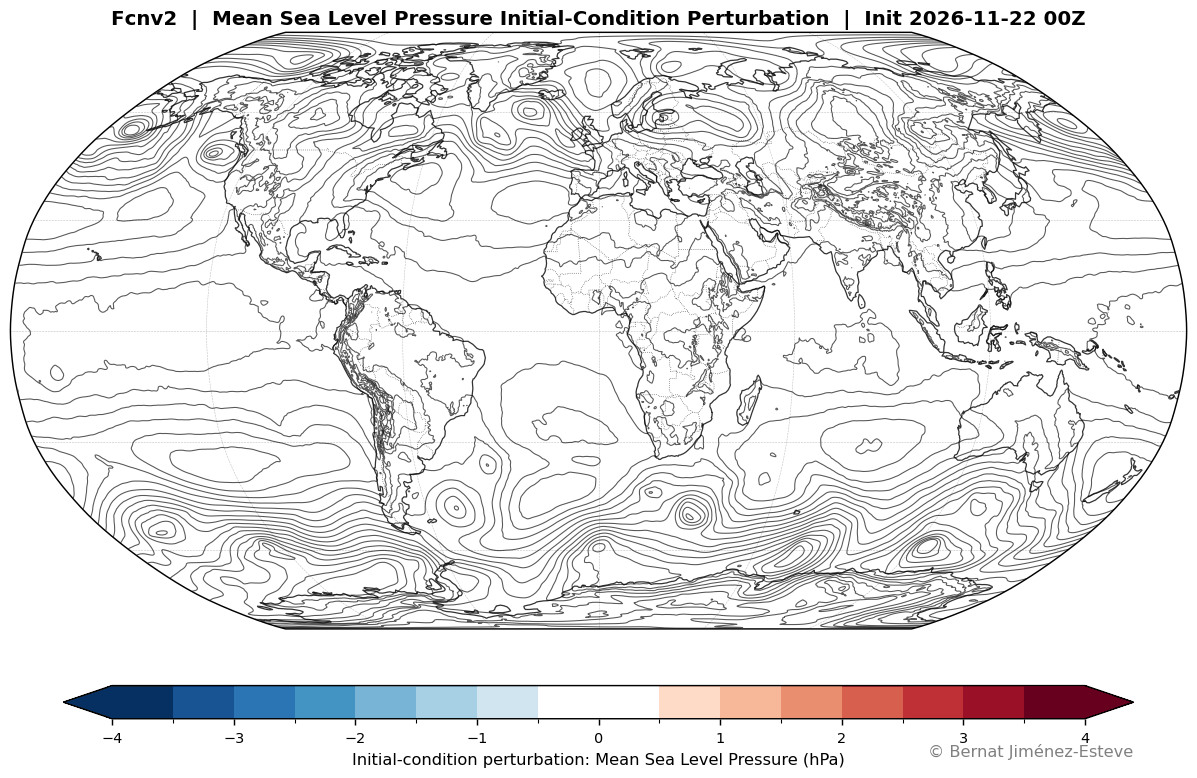 Fcnv2 | Mean Sea Level Pressure Initial-Condition Perturbation | Init 2026-11-22 00Z
−4 −3 −2 −1 0 1 2 3 4
© Bernat Jiménez-Esteve
Initial-condition perturbation: Mean Sea Level Pressure (hPa)